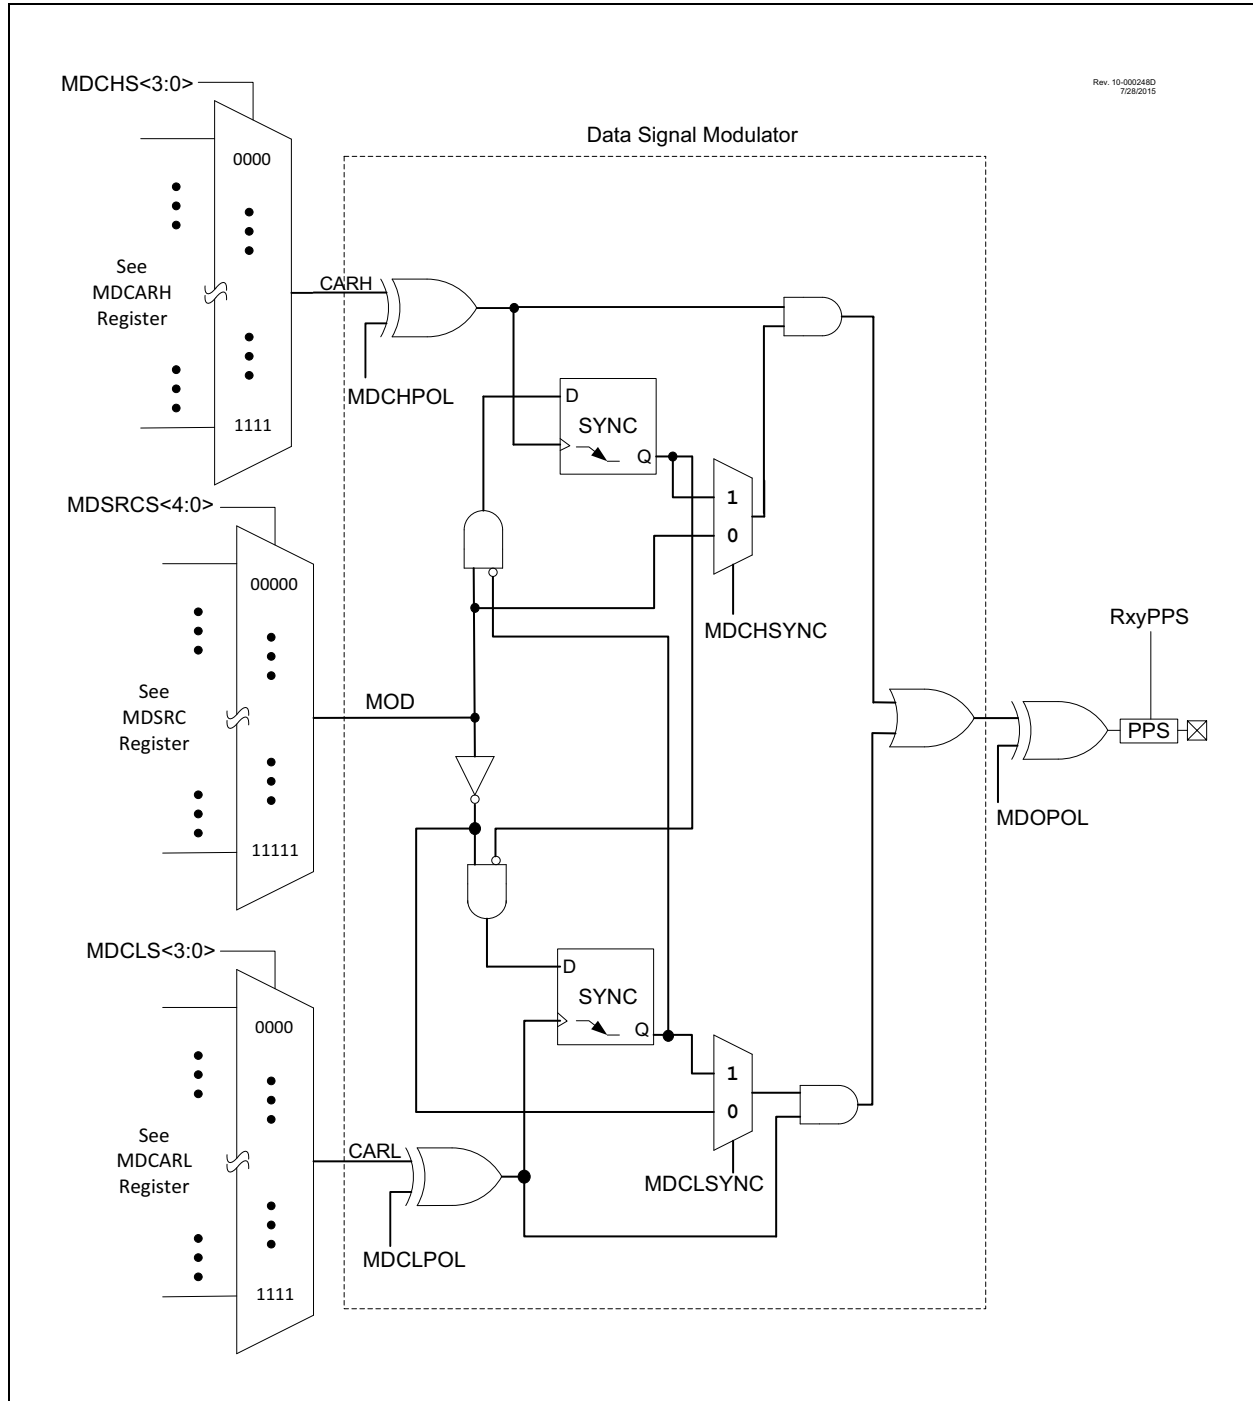 MDCHS<3:0>
Rev. 10-000248D
7/28/2015
Data Signal Modulator
0000
See
MDCARH
Register
CARH
1111
MDCHPOL
D
SYNC
Q
1
0
MDCHSYNC
MDSRCS<4:0>
00000
See
MDSRC
Register
MOD
11111
RxyPPS
PPS
MDOPOL
MDCLS<3:0>
0000
D
SYNC
Q
1
0
MDCLSYNC
See
MDCARL
Register
CARL
MDCLPOL
1111